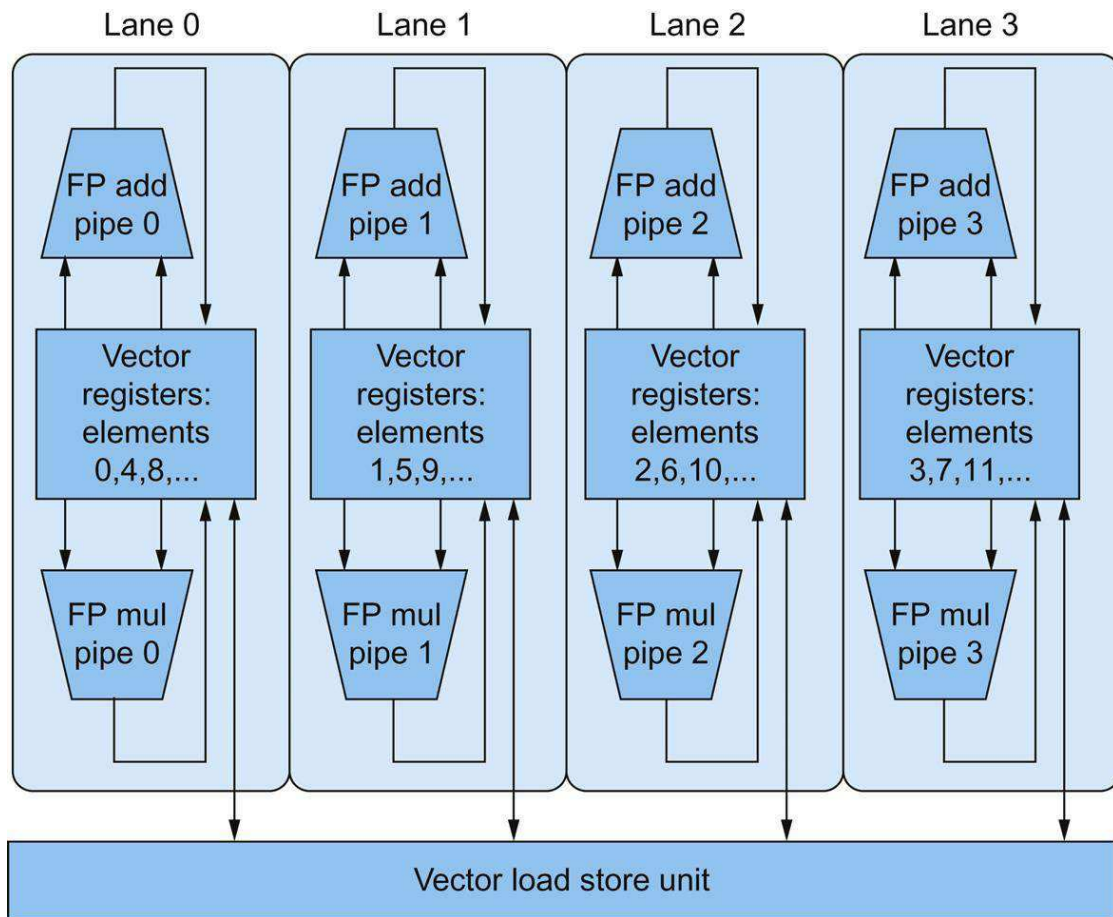 Lane 0
Lane 1
Lane 2
Lane 3
FP add
pipe 0
FP add
pipe 1
FP add
pipe 2
FP add
pipe 3
Vector
registers:
elements
0,4,8,...
Vector
registers:
elements
1,5,9,...
Vector
registers:
elements
2,6,10,...
Vector
registers:
elements
3,7,11,...
FP mul
pipe 0
FP mul
pipe 1
FP mul
pipe 2
FP mul
pipe 3
Vector load store unit